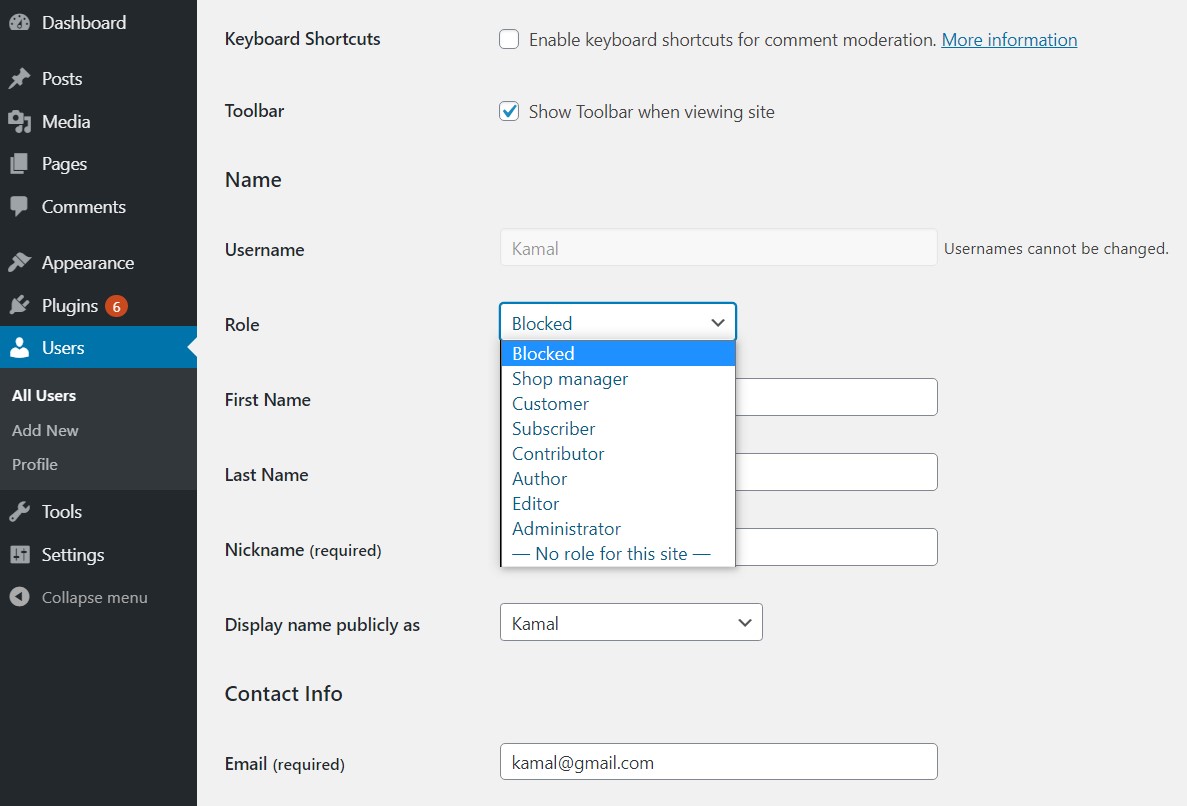 Dashboard
Posts
Media
Pages
Comments
Appearance
Plugins 6
Users
All Users
Add New
Profile
Tools
Settings
Collapse menu
Keyboard Shortcuts
Enable keyboard shortcuts for comment moderation. More information
Toolbar
Show Toolbar when viewing site
Name
Username
Kamal
Usernames cannot be changed.
Role
Blocked
Blocked
Shop manager
Customer
Subscriber
Contributor
Author
Editor
Administrator
— No role for this site —
First Name
Last Name
Nickname (required)
Display name publicly as
Kamal
Contact Info
Email (required)
kamal@gmail.com